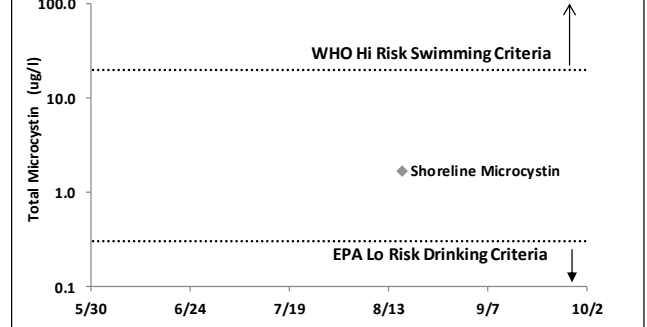 100.0
WHO Hi Risk Swimming Criteria
10.0
Total Microcystin (ug/l)
Shoreline Microcystin
1.0
EPA Lo Risk Drinking Criteria
0.1
5/30 6/24 7/19 8/13 9/7 10/2